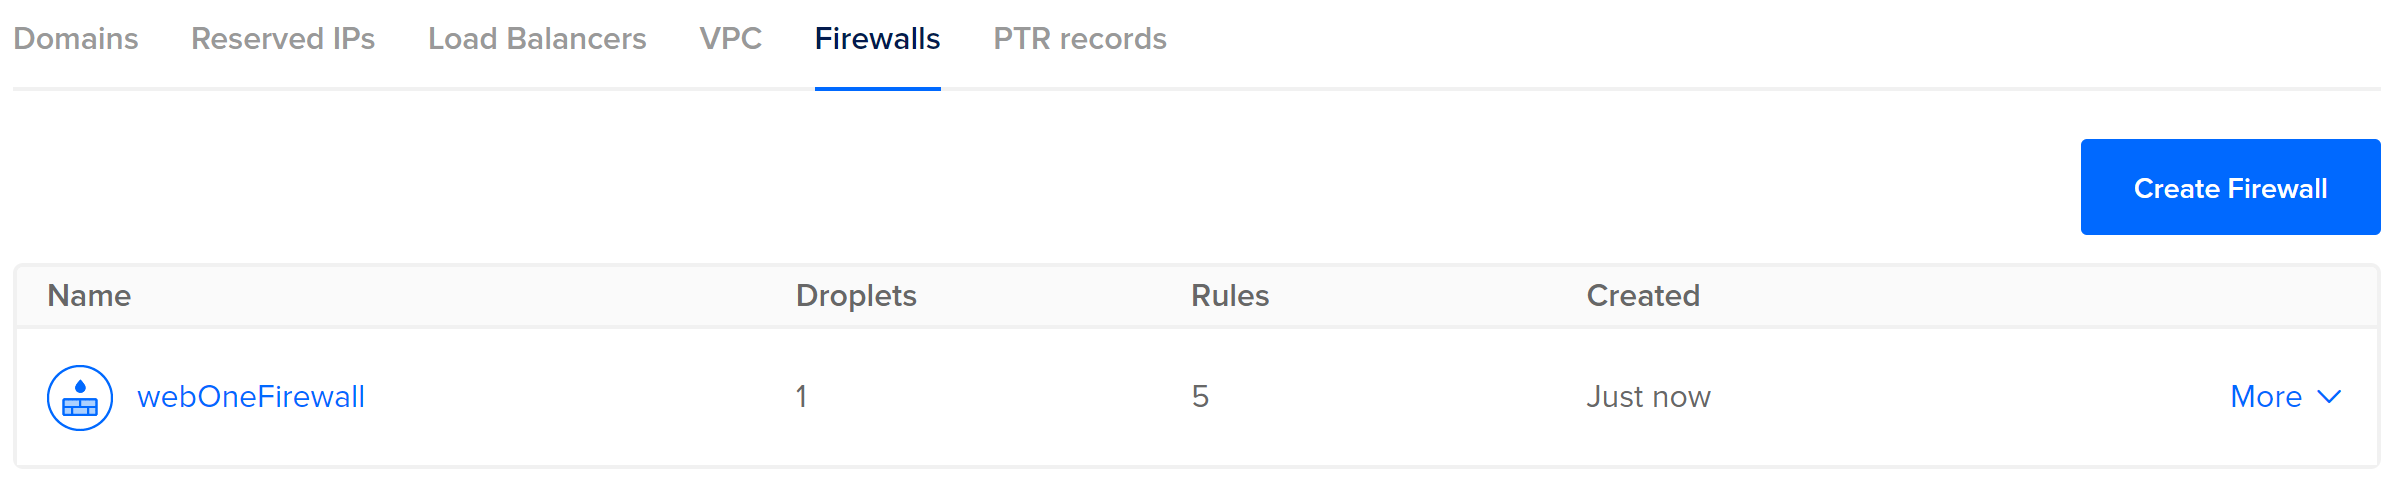 Domains Reserved IPs Load Balancers VPC Firewalls PTR records
Create Firewall
Name Droplets Rules Created
webOneFirewall 1 5 Just now More